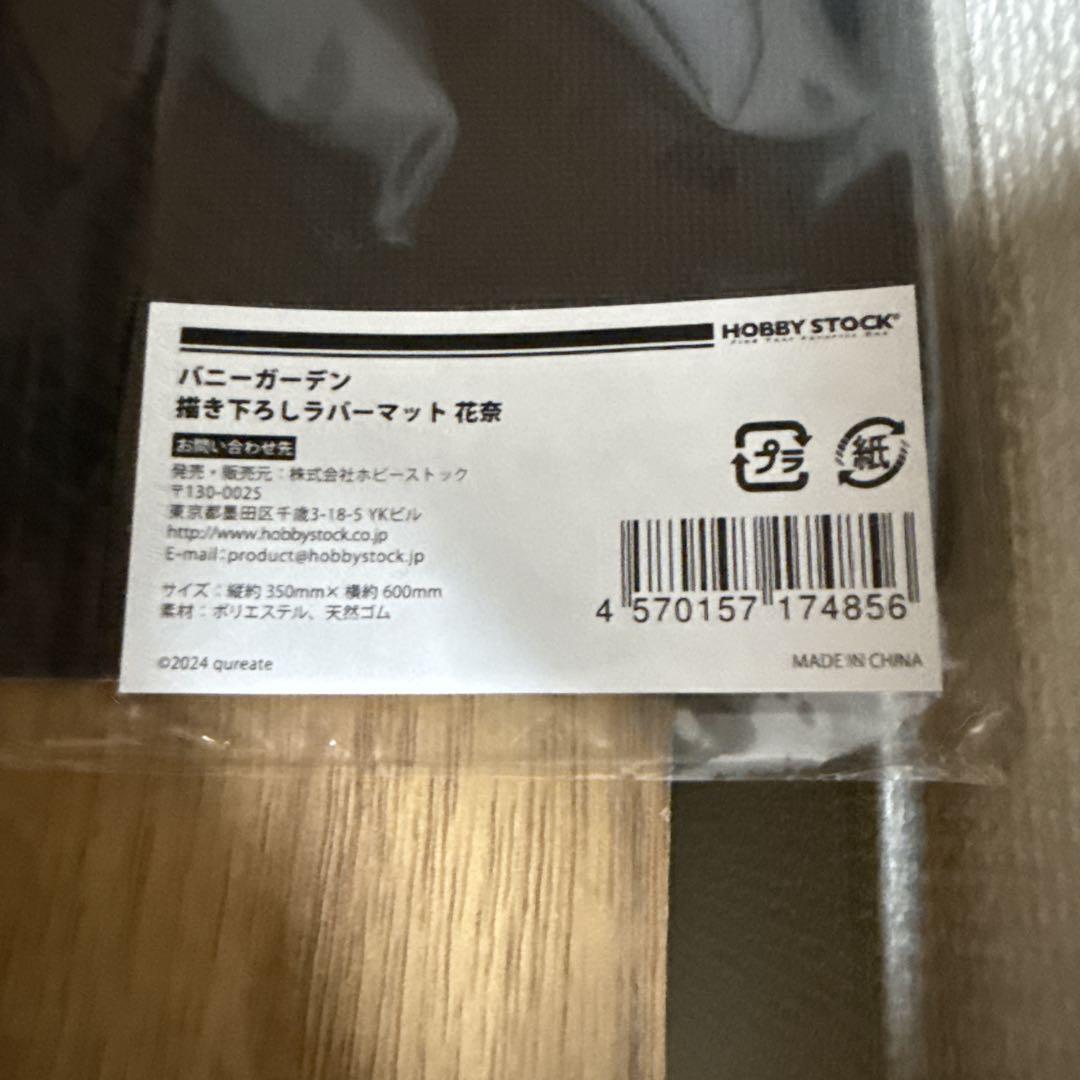 HOBBY STOCK®
バニーガーデン
描き下ろしラバーマット 花奈
お問い合わせ先
発売・販売元：株式会社ホビーストック
〒130-0025
東京都墨田区千歳3-18-5 YKビル
http://www.hobbystock.co.jp
E-mail:product@hobbystock.jp
プラ
紙
サイズ：縦約 350mm× 横約 600mm
素材：ポリエステル、天然ゴム
4 570157 174856
©2024 qureate
MADE IN CHINA